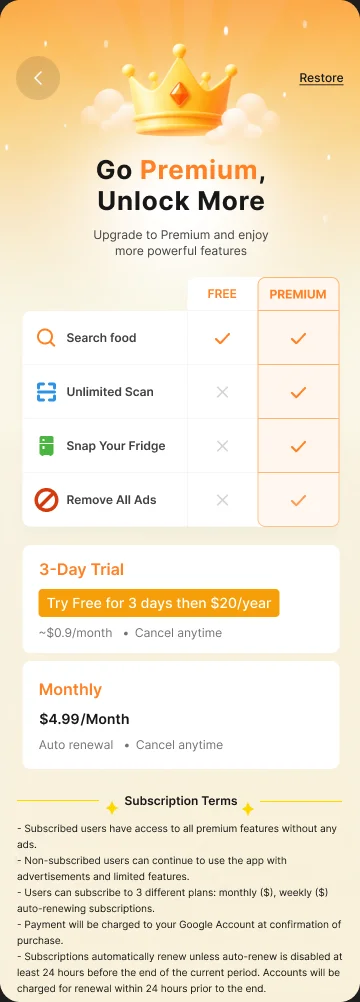 Restore
Go Premium,
Unlock More
Upgrade to Premium and enjoy
more powerful features
FREE
PREMIUM
Search food
Unlimited Scan
Snap Your Fridge
Remove All Ads
3-Day Trial
Try Free for 3 days then $20/year
~$0.9/month • Cancel anytime
Monthly
$4.99/Month
Auto renewal • Cancel anytime
Subscription Terms
- Subscribed users have access to all premium features without any
ads.
- Non-subscribed users can continue to use the app with
advertisements and limited features.
- Users can subscribe to 3 different plans: monthly ($), weekly ($)
auto-renewing subscriptions.
- Payment will be charged to your Google Account at confirmation of
purchase.
- Subscriptions automatically renew unless auto-renew is disabled at
least 24 hours before the end of the current period. Accounts will be
charged for renewal within 24 hours prior to the end.